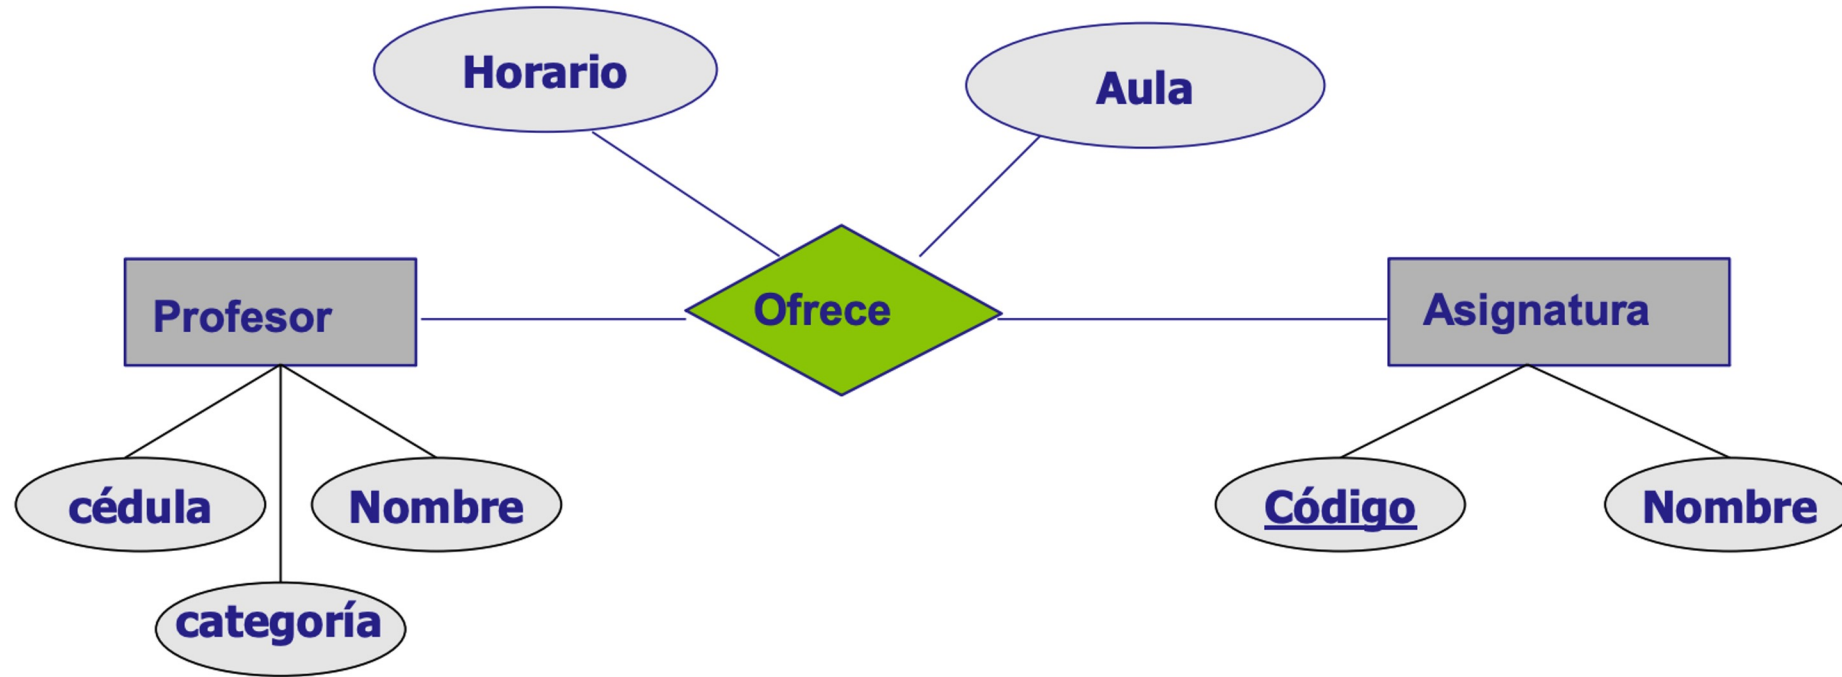 Horario
Aula
Profesor
Ofrece
Asignatura
cédula
Nombre
Código
Nombre
categoría